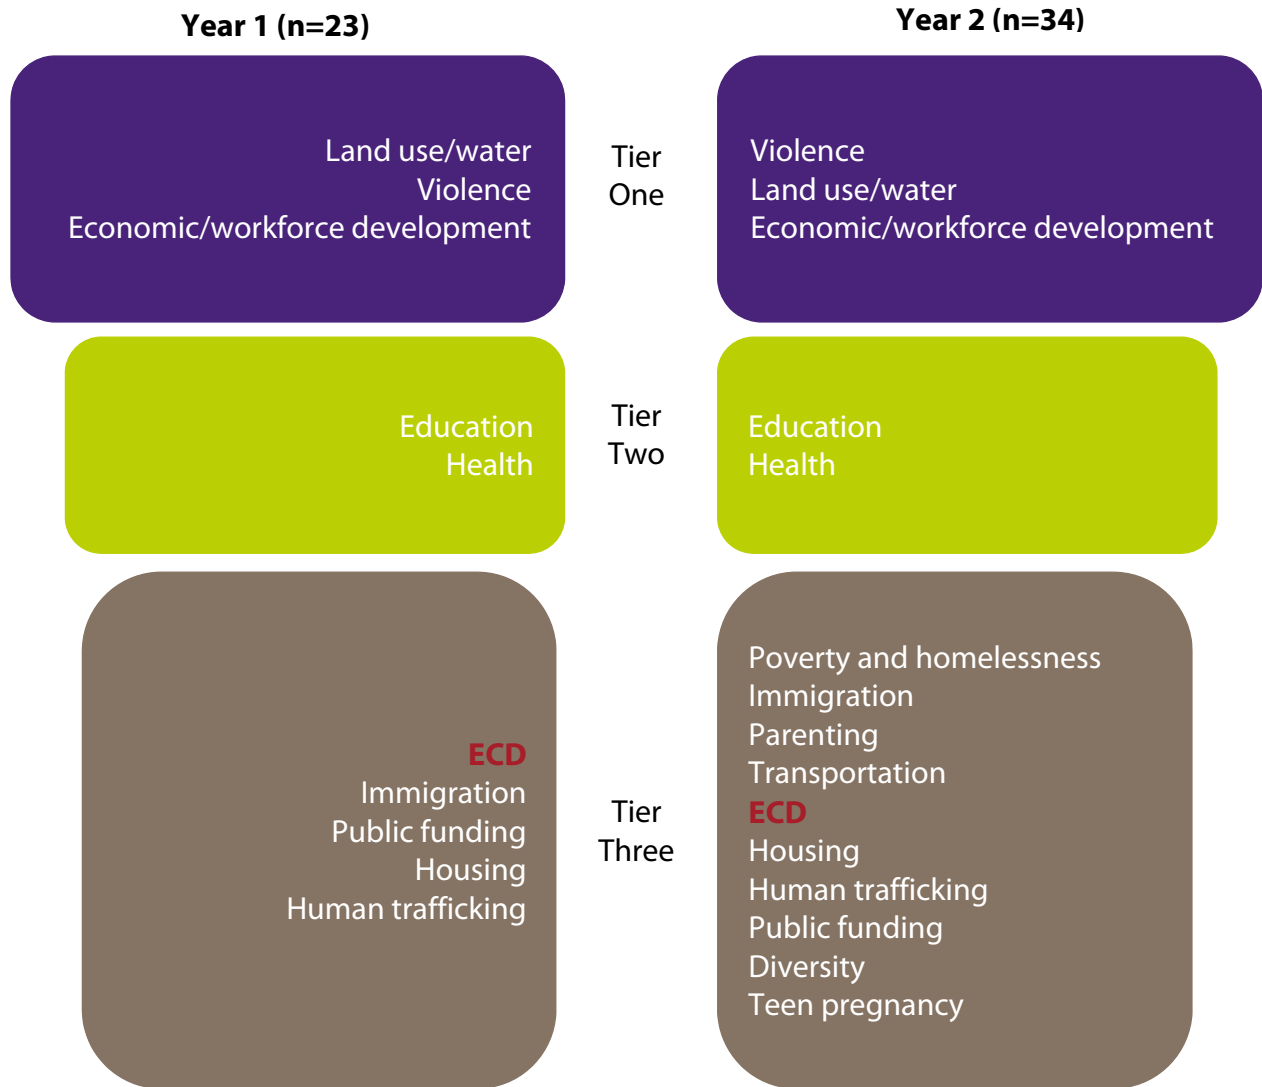 Year 1 (n=23)
Year 2 (n=34)
Land use/water
Violence
Economic/workforce development
Tier
One
Violence
Land use/water
Economic/workforce development
Education
Health
Tier
Two
Education
Health
ECD
Immigration
Public funding
Housing
Human trafficking
Tier
Three
Poverty and homelessness
Immigration
Parenting
Transportation
ECD
Housing
Human trafficking
Public funding
Diversity
Teen pregnancy